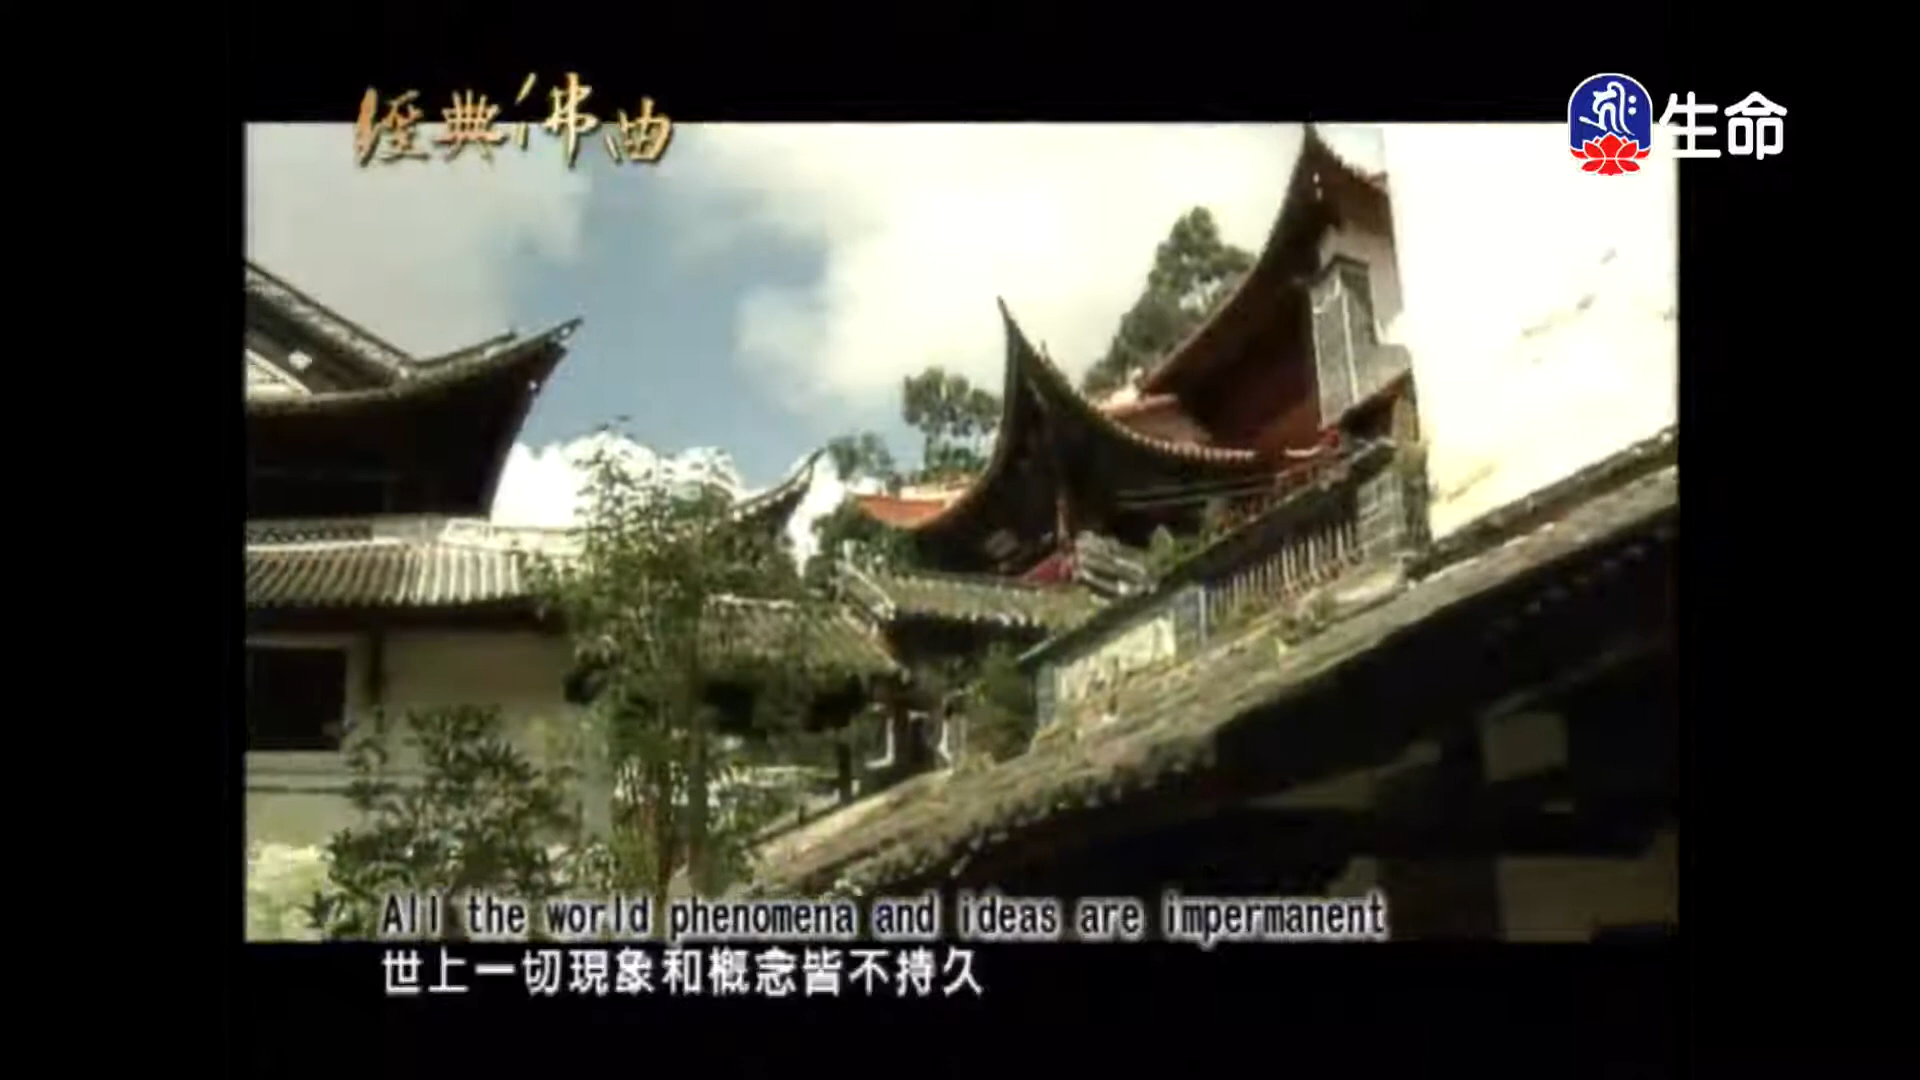 經典佛曲
生命
All the world phenomena and ideas are impermanent
世上一切現象和概念皆不持久